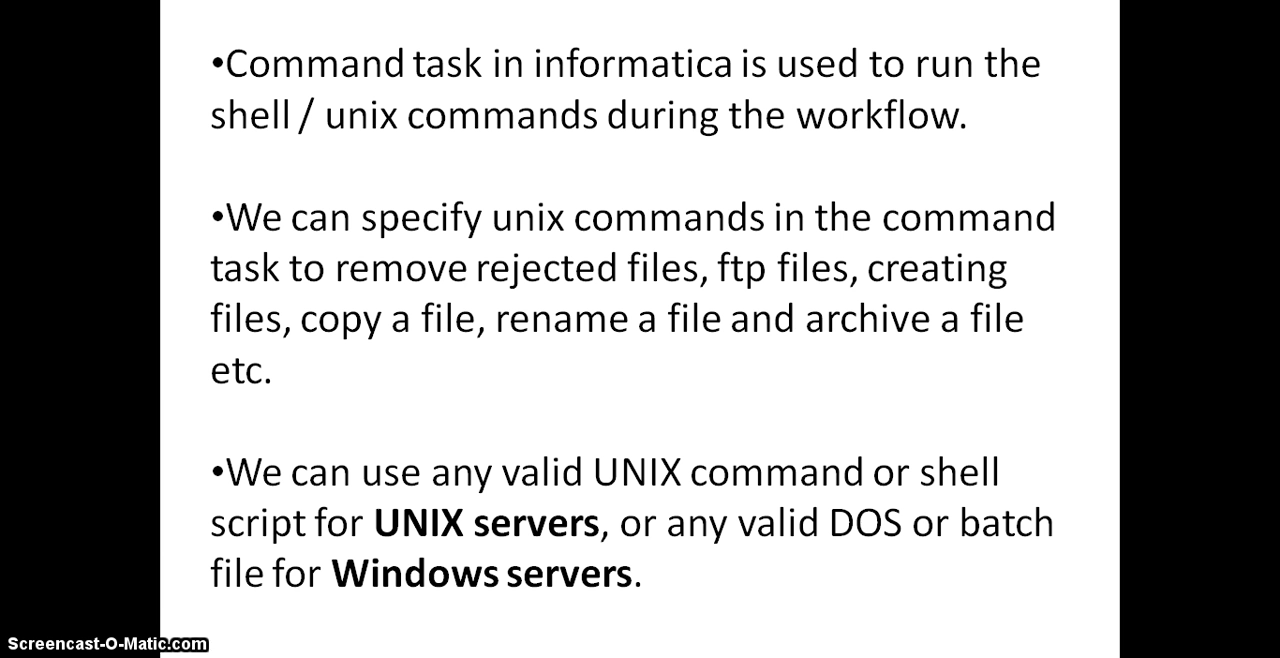 •Command task in informatica is used to run the
shell / unix commands during the workflow.
•We can specify unix commands in the command
task to remove rejected files, ftp files, creating
files, copy a file, rename a file and archive a file
etc.
•We can use any valid UNIX command or shell
script for UNIX servers, or any valid DOS or batch
file for Windows servers.
Screencast-O-Matic.com